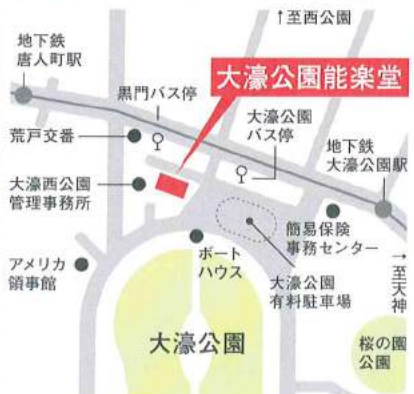 ↑至西公園
地下鉄
唐人町駅
大濠公園能楽堂
黒門バス停
大濠公園
バス停
荒戸交番
地下鉄
大濠公園駅
大濠西公園
管理事務所
簡易保険
事務センター
ボート
ハウス
アメリカ
領事館
大濠公園
有料駐車場
→至天神
大濠公園
桜の園
公園